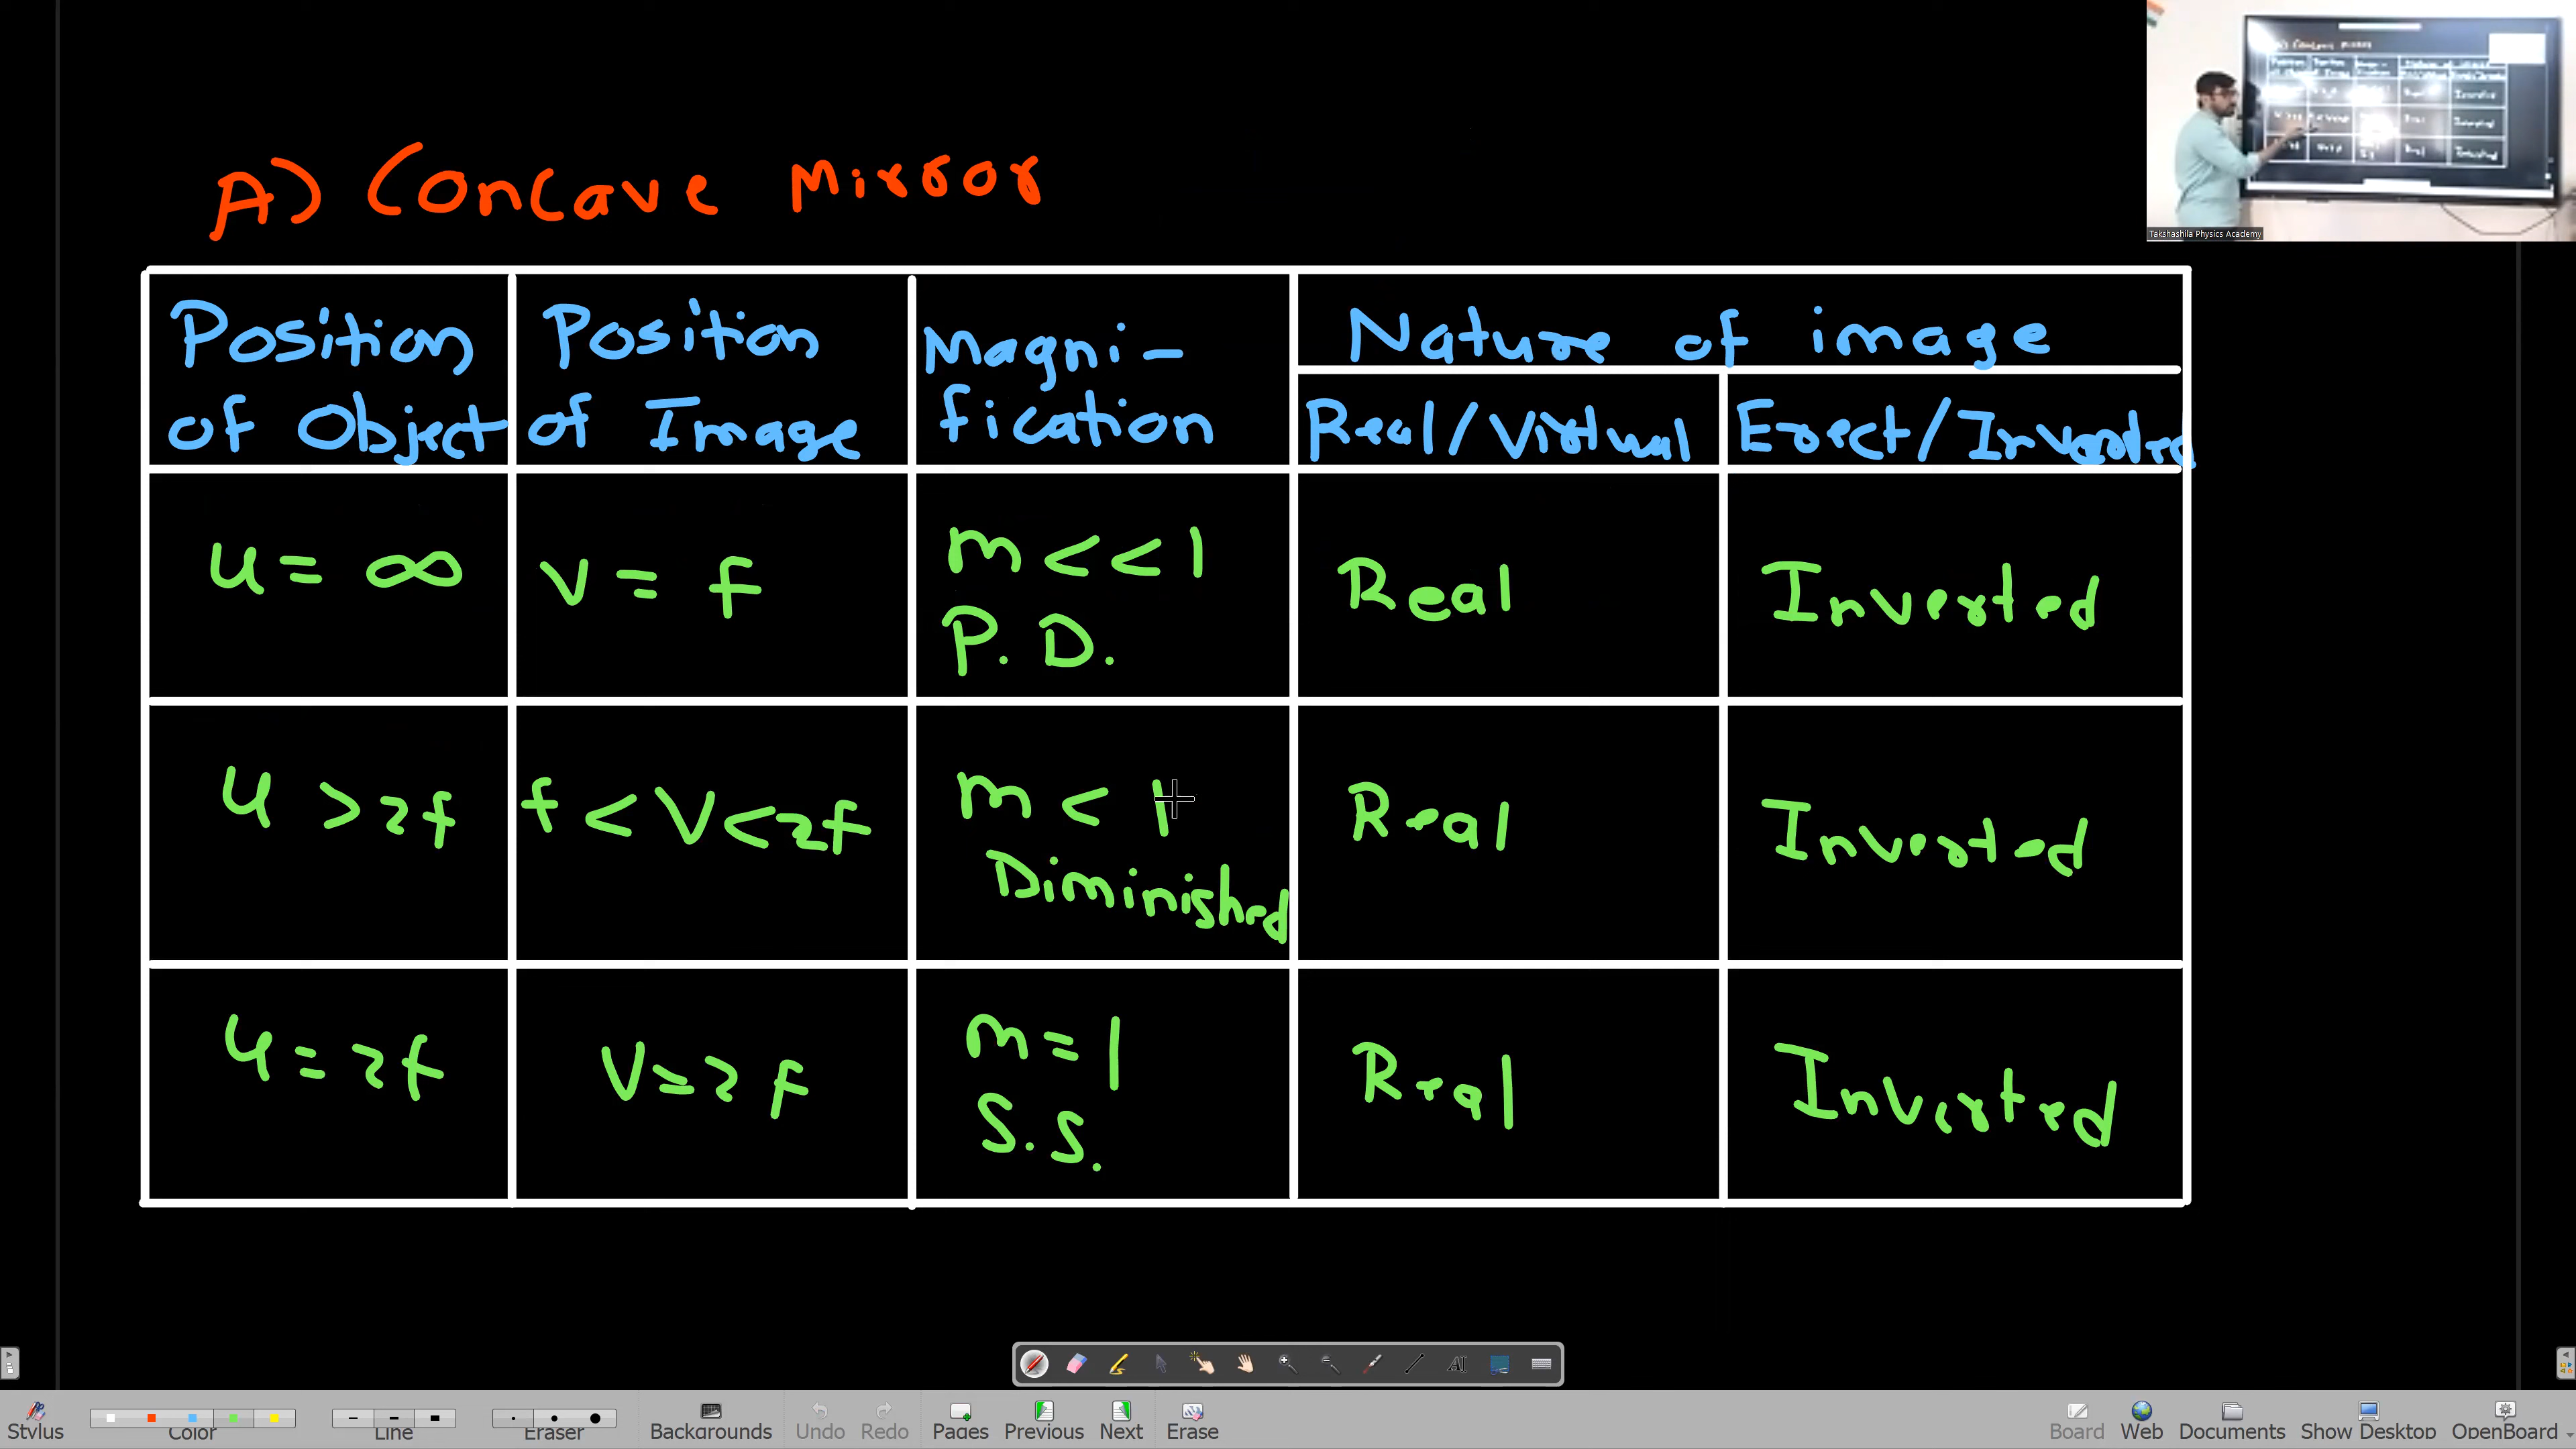 A) Concave Mirror
Position of Object
Position of Image
Magni-fication
Nature of image
Real/Virtual
Erect/Inverted
u = ∞
v = f
m << 1
P. D.
Real
Inverted
u > 2f
f < v < 2f
m < 1
Diminished
Real
Inverted
u = 2f
v = 2f
m = 1
S.S.
Real
Inverted
Takshashila Physics Academy
Stylus
Color
Line
Eraser
Backgrounds
Undo
Redo
Pages
Previous
Next
Erase
Board
Web
Documents
Show Desktop
OpenBoard